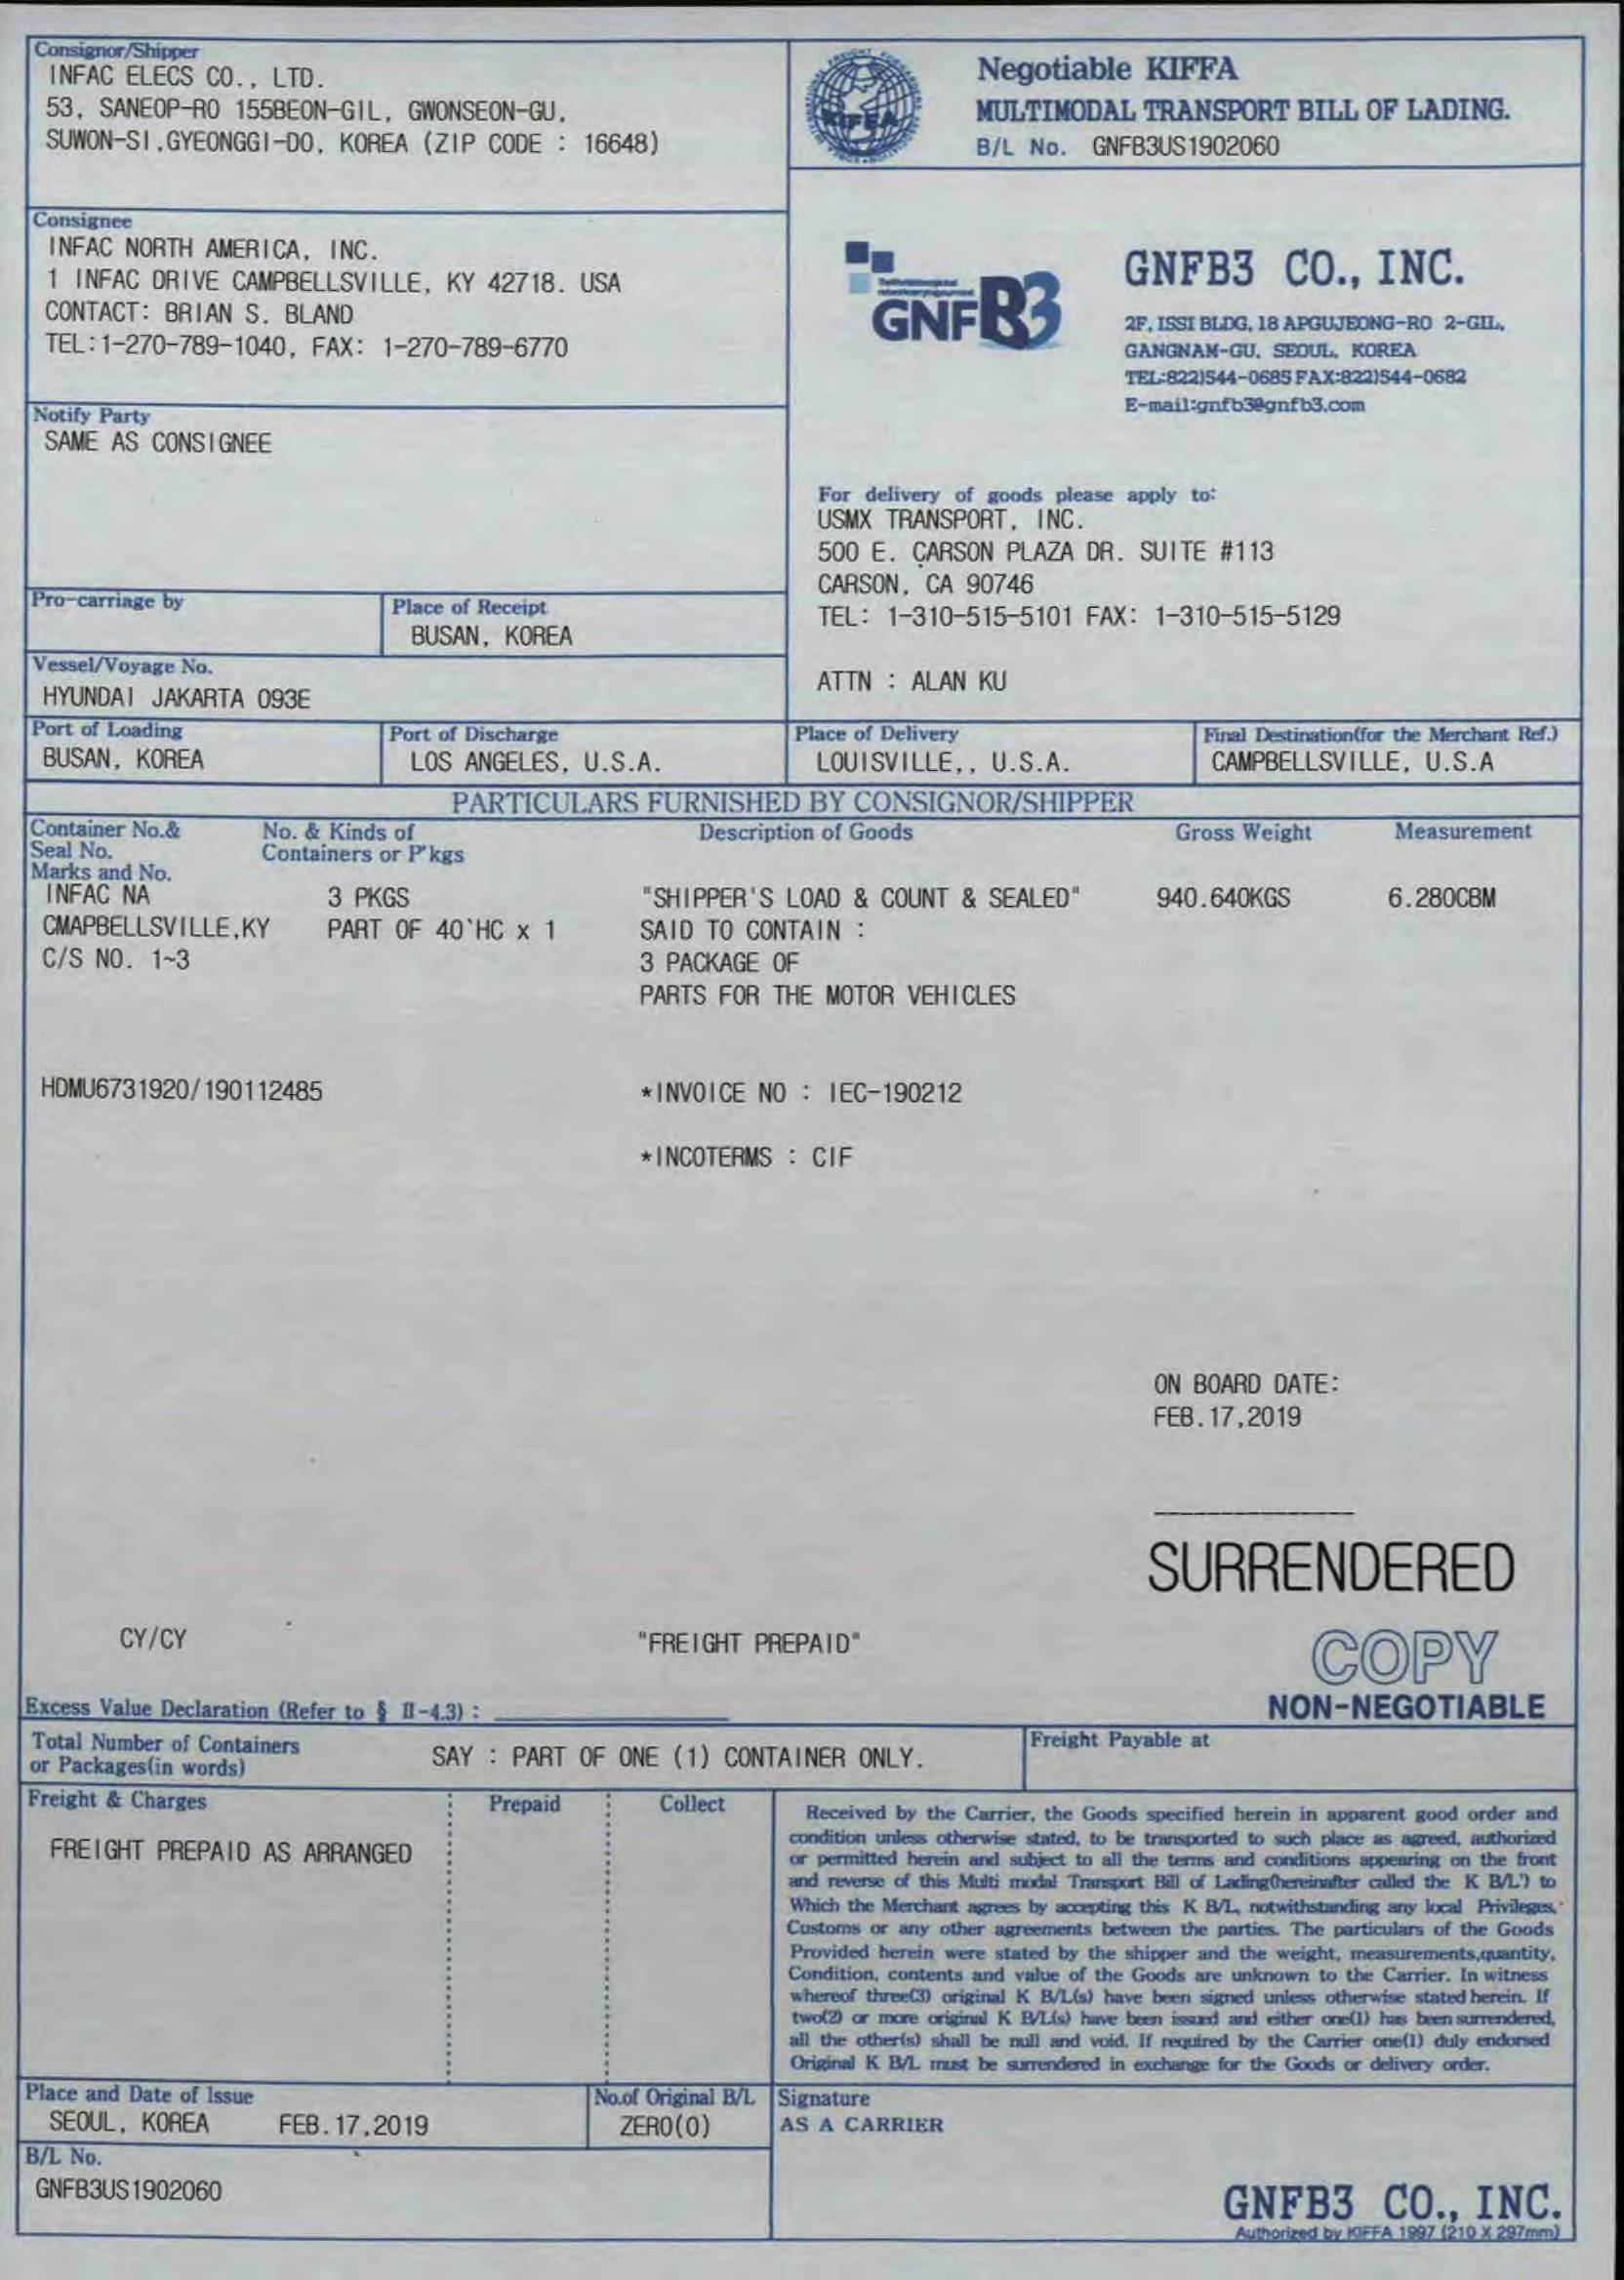 Consignor/Shipper
INFAC ELECS CO., LTD.
53, SANEOP-RO 155BEON-GIL, GWONSEON-GU,
SUWON-SI,GYEONGGI-DO, KOREA (ZIP CODE : 16648)
KIFFA
Negotiable KIFFA
MULTIMODAL TRANSPORT BILL OF LADING.
B/L No. GNFB3US1902060
Consignee
INFAC NORTH AMERICA, INC.
1 INFAC DRIVE CAMPBELLSVILLE, KY 42718. USA
CONTACT: BRIAN S. BLAND
TEL:1-270-789-1040, FAX: 1-270-789-6770
GNFB3
GNFB3 CO., INC.
2F, ISSI BLDG, 18 APGUJEONG-RO 2-GIL,
GANGNAM-GU, SEOUL, KOREA
TEL:822)544-0685 FAX:822)544-0682
E-mail:gnfb3@gnfb3.com
Notify Party
SAME AS CONSIGNEE
For delivery of goods please apply to:
USMX TRANSPORT, INC.
500 E. CARSON PLAZA DR. SUITE #113
CARSON, CA 90746
TEL: 1-310-515-5101 FAX: 1-310-515-5129
ATTN : ALAN KU
Pro-carriage by
Place of Receipt
BUSAN, KOREA
Vessel/Voyage No.
HYUNDAI JAKARTA 093E
Port of Loading
BUSAN, KOREA
Port of Discharge
LOS ANGELES, U.S.A.
Place of Delivery
LOUISVILLE,, U.S.A.
Final Destination(for the Merchant Ref.)
CAMPBELLSVILLE, U.S.A
PARTICULARS FURNISHED BY CONSIGNOR/SHIPPER
Container No.&
Seal No.
Marks and No.
No. & Kinds of
Containers or P'kgs
Description of Goods
Gross Weight
Measurement
INFAC NA 3 PKGS "SHIPPER'S LOAD & COUNT & SEALED" 940.640KGS 6.280CBM
CMAPBELLSVILLE,KY PART OF 40'HC x 1 SAID TO CONTAIN :
C/S NO. 1~3 3 PACKAGE OF
PARTS FOR THE MOTOR VEHICLES
HDMU6731920/190112485 *INVOICE NO : IEC-190212
*INCOTERMS : CIF
ON BOARD DATE:
FEB.17,2019
SURRENDERED
CY/CY "FREIGHT PREPAID"
COPY
NON-NEGOTIABLE
Excess Value Declaration (Refer to § II-4.3) :
Total Number of Containers
or Packages(in words)
SAY : PART OF ONE (1) CONTAINER ONLY.
Freight Payable at
Freight & Charges Prepaid Collect
FREIGHT PREPAID AS ARRANGED
Received by the Carrier, the Goods specified herein in apparent good order and
condition unless otherwise stated, to be transported to such place as agreed, authorized
or permitted herein and subject to all the terms and conditions appearing on the front
and reverse of this Multi modal Transport Bill of Lading(hereinafter called the K B/L') to
Which the Merchant agrees by accepting this K B/L, notwithstanding any local Privileges,
Customs or any other agreements between the parties. The particulars of the Goods
Provided herein were stated by the shipper and the weight, measurements,quantity,
Condition, contents and value of the Goods are unknown to the Carrier. In witness
whereof three(3) original K B/L(s) have been signed unless otherwise stated herein. If
two(2) or more original K B/L(s) have been issued and either one(1) has been surrendered,
all the other(s) shall be null and void. If required by the Carrier one(1) duly endorsed
Original K B/L must be surrendered in exchange for the Goods or delivery order.
Place and Date of Issue
SEOUL, KOREA FEB.17,2019
No.of Original B/L
ZERO(0)
Signature
AS A CARRIER
B/L No.
GNFB3US1902060
GNFB3 CO., INC.
Authorized by KIFFA 1997 (210 X 297mm)